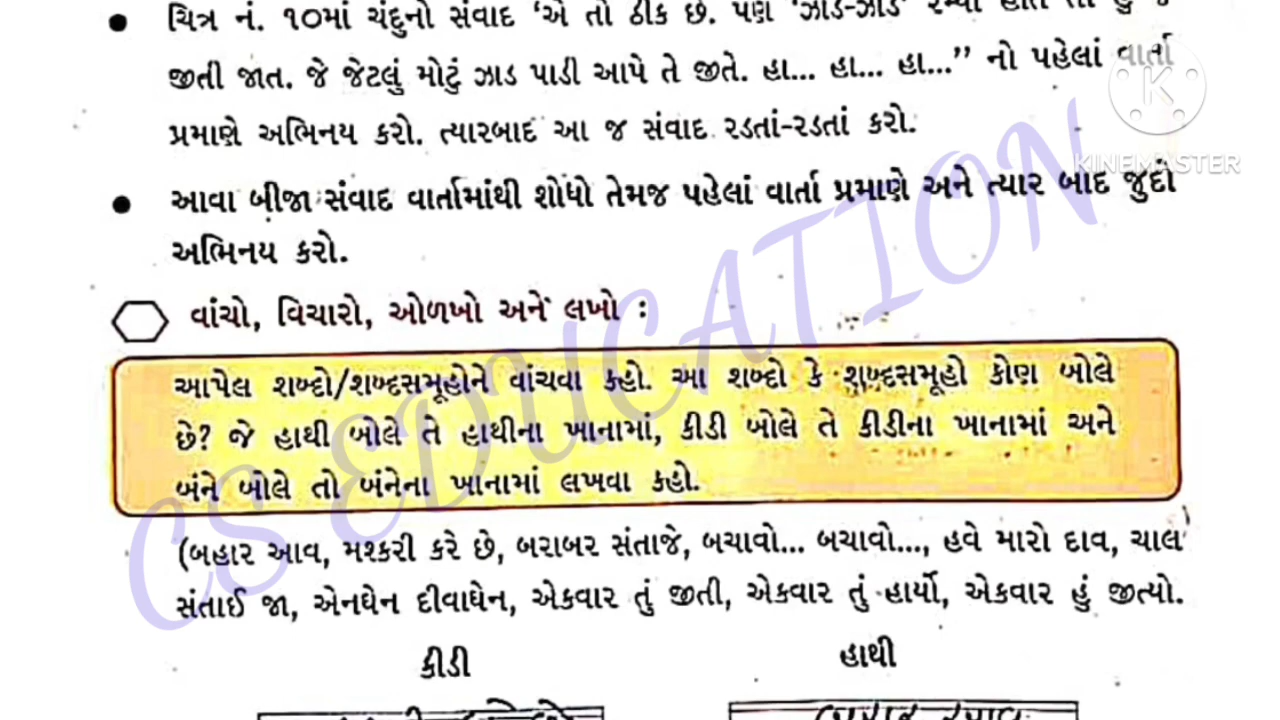 • ચિત્ર નં. ૧૦માં ચંદુનો સંવાદ ‘એ તો ઠીક છે. પણ ‘ઝાડ-ઝાડ’
જીતી જાત. જે જેટલું મોટું ઝાડ પાડી આપે તે જીતે. હા... હા... હા...” નો પહેલાં વાર્તા
પ્રમાણે અભિનય કરો. ત્યારબાદ આ જ સંવાદ રડતાં-રડતાં કરો.
• આવા બીજા સંવાદ વાર્તામાંથી શોધો તેમજ પહેલાં વાર્તા પ્રમાણે અને ત્યાર બાદ જુદો
અભિનય કરો.
વાંચો, વિચારો, ઓળખો અને લખો :
આપેલ શબ્દો/શબ્દસમૂહોને વાંચવા કહો. આ શબ્દો કે શબ્દસમૂહો કોણ બોલે
છે? જે હાથી બોલે તે હાથીના ખાનામાં, કીડી બોલે તે કીડીના ખાનામાં અને
બંને બોલે તો બંનેના ખાનામાં લખવા કહો.
(બહાર આવ, મશ્કરી કરે છે, બરાબર સંતાજે, બચાવો... બચાવો..., હવે મારો દાવ, ચાલ
સંતાઈ જા, એનઘેન દીવાઘેન, એકવાર તું જીતી, એકવાર તું હાર્યો, એકવાર હું જીત્યો.
કીડી હાથી
CS EDUCATION
K
KINEMASTER